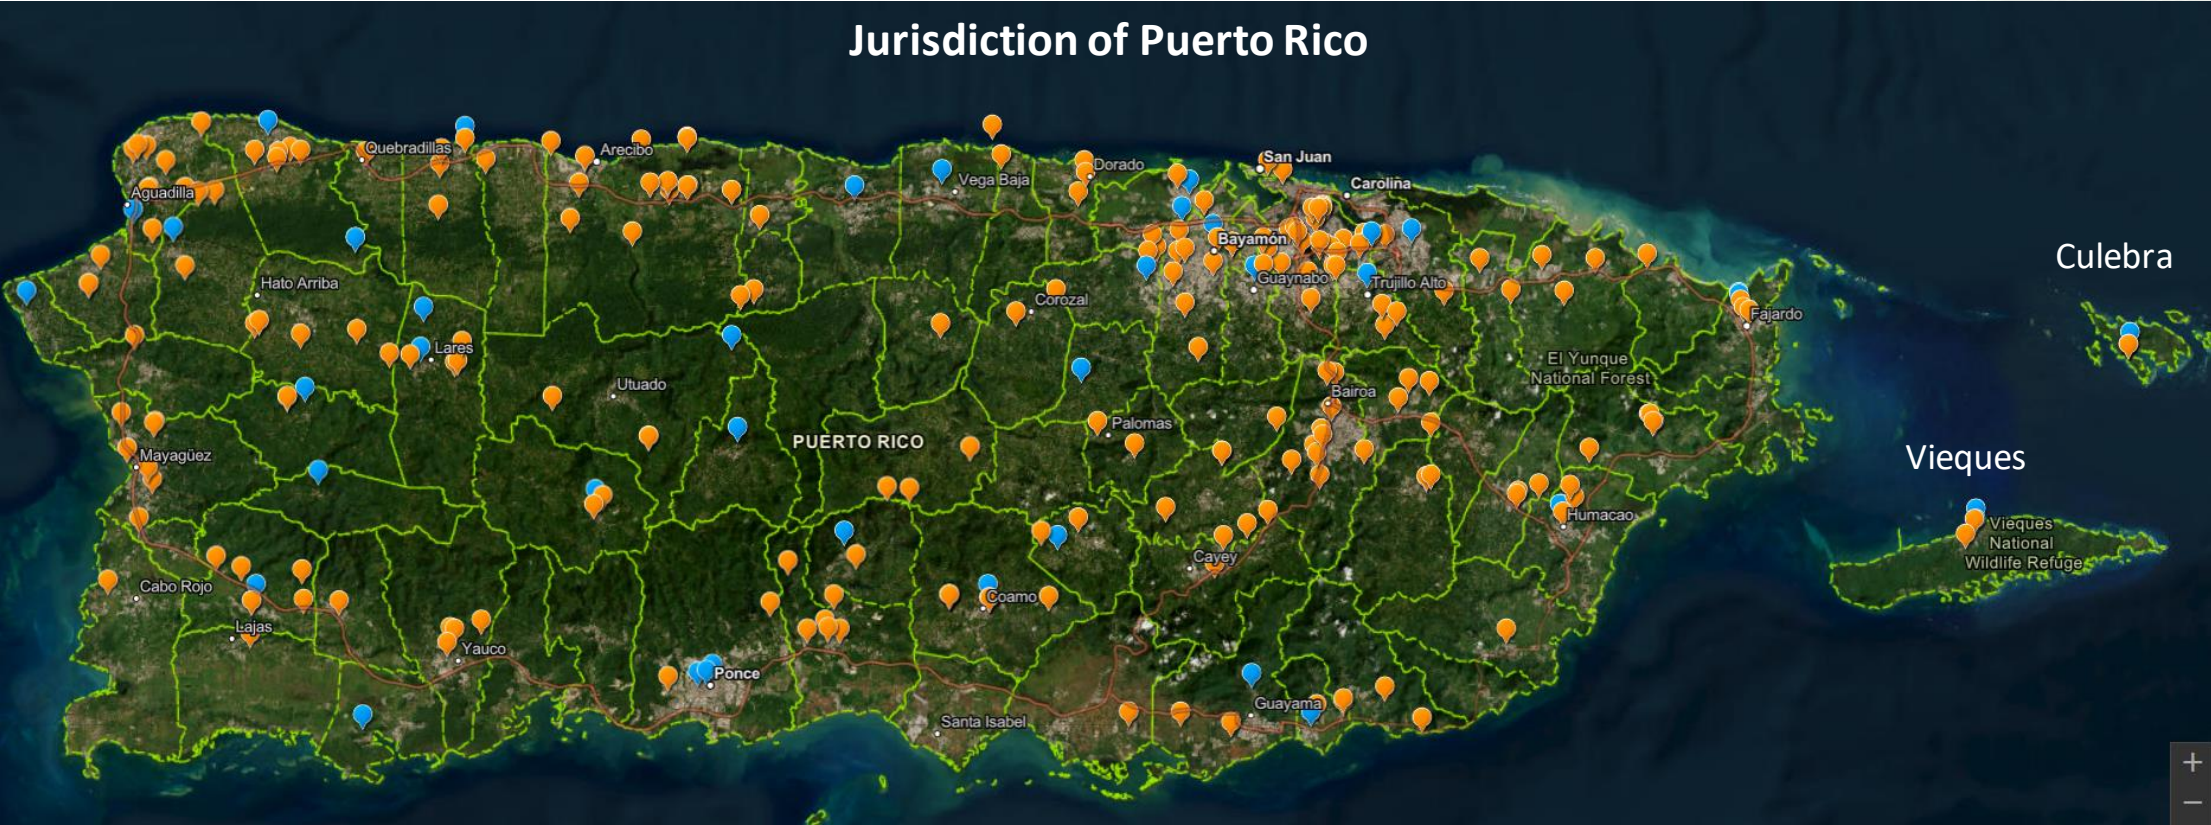 Jurisdiction of Puerto Rico
Quebradillas
Arecibo
San Juan
Dorado
Vega Baja
Carolina
Aguadilla
Bayamón
Culebra
Hato Arriba
Guaynabo
Trujillo Alto
Corozal
Fajardo
Lares
El Yunque
National Forest
Utuado
Bairoa
Palomas
PUERTO RICO
Mayagüez
Vieques
Humacao
Vieques
National
Wildlife Refuge
Cayey
Cabo Rojo
Coamo
Lajas
Yauco
Ponce
Guayama
Santa Isabel
+
−